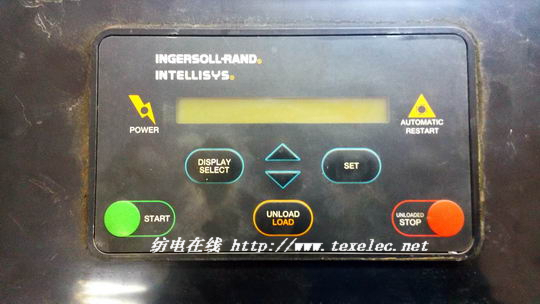 INGERSOLL-RAND
INTELLISYS
POWER
AUTOMATIC
RESTART
DISPLAY
SELECT
SET
START
UNLOAD
LOAD
UNLOADED
STOP
纺电在线 http://www.texelec.net